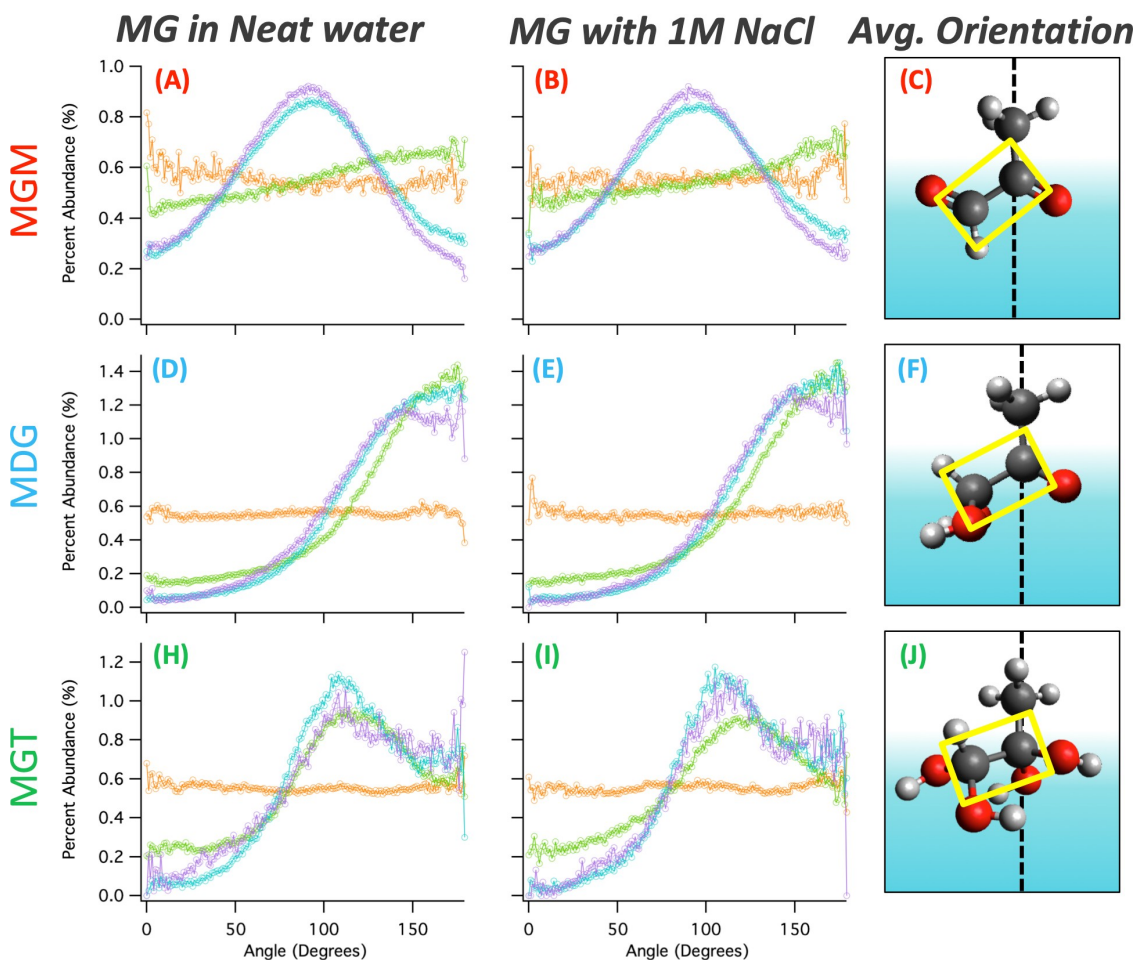 MG in Neat water
MG with 1M NaCl
Avg. Orientation
MGM
Percent Abundance (%)
1.0
0.8
0.6
0.4
0.2
0.0
(A)
(B)
(C)
MDG
Percent Abundance (%)
1.4
1.2
1.0
0.8
0.6
0.4
0.2
0.0
(D)
(E)
(F)
MGT
Percent Abundance (%)
1.2
1.0
0.8
0.6
0.4
0.2
0.0
(H)
(I)
(J)
0 50 100 150
0 50 100 150
Angle (Degrees)
Angle (Degrees)